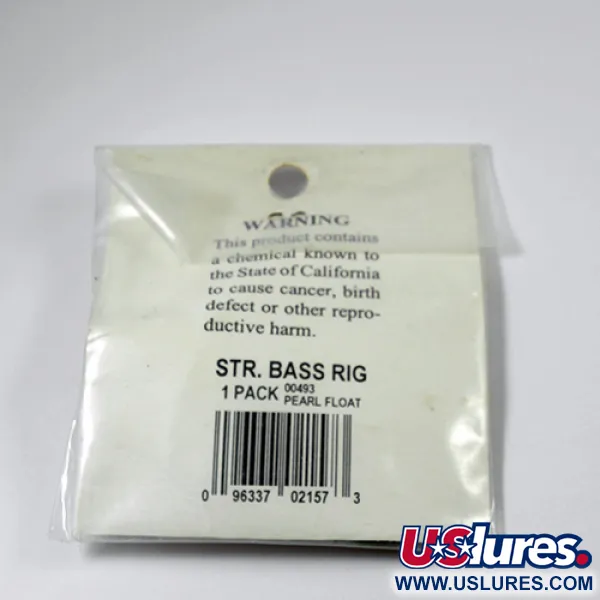 WARNING
This product contains
a chemical known to
the State of California
to cause cancer, birth
defect or other repro-
ductive harm.
STR. BASS RIG
1 PACK 00493 PEARL FLOAT
0 96337 02157 3
USlures.
WWW.USLURES.COM